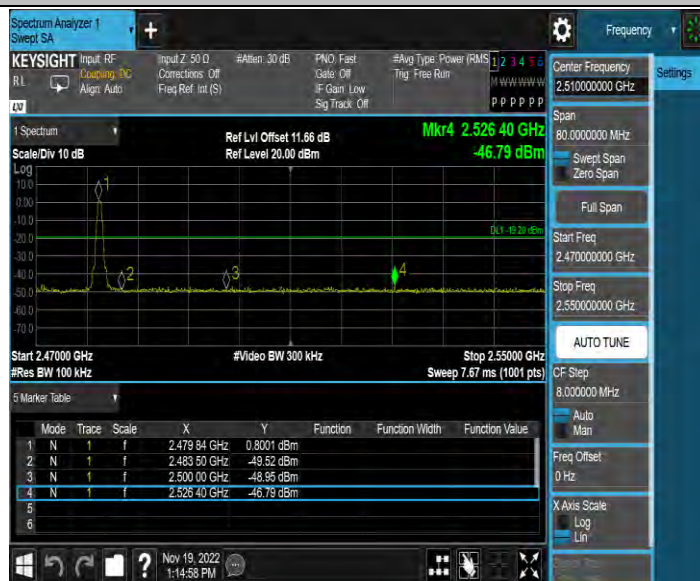 Spectrum Analyzer 1
Swept SA
+
Frequency
KEYSIGHT Input: RF Input Z: 50 Ω #Atten: 30 dB PNO: Fast #Avg Type: Power (RMS 1 2 3 4 5 6
RL Coupling: DC Corrections: Off Gate: Off Trig: Free Run M W W W W W
Align: Auto Freq Ref: Int (S) IF Gain: Low
Sig Track: Off P P P P P P
LXI
1 Spectrum
Ref Lvl Offset 11.66 dB Mkr4 2.526 40 GHz
Scale/Div 10 dB Ref Level 20.00 dBm -46.79 dBm
Log
10.0
0.00
-10.0
-20.0
-30.0
-40.0
-50.0
-60.0
-70.0
1
2
3
4
DL1 -19.20 dBm
Start 2.47000 GHz #Video BW 300 kHz Stop 2.55000 GHz
#Res BW 100 kHz Sweep 7.67 ms (1001 pts)
5 Marker Table
Mode Trace Scale X Y Function Function Width Function Value
1 N 1 f 2.479 84 GHz 0.8001 dBm
2 N 1 f 2.483 50 GHz -49.52 dBm
3 N 1 f 2.500 00 GHz -48.95 dBm
4 N 1 f 2.526 40 GHz -46.79 dBm
5
6
Nov 19, 2022
1:14:58 PM
?
Center Frequency
2.510000000 GHz
Settings
Span
80.0000000 MHz
Swept Span
Zero Span
Full Span
Start Freq
2.470000000 GHz
Stop Freq
2.550000000 GHz
AUTO TUNE
CF Step
8.000000 MHz
Auto
Man
Freq Offset
0 Hz
X Axis Scale
Log
Lin